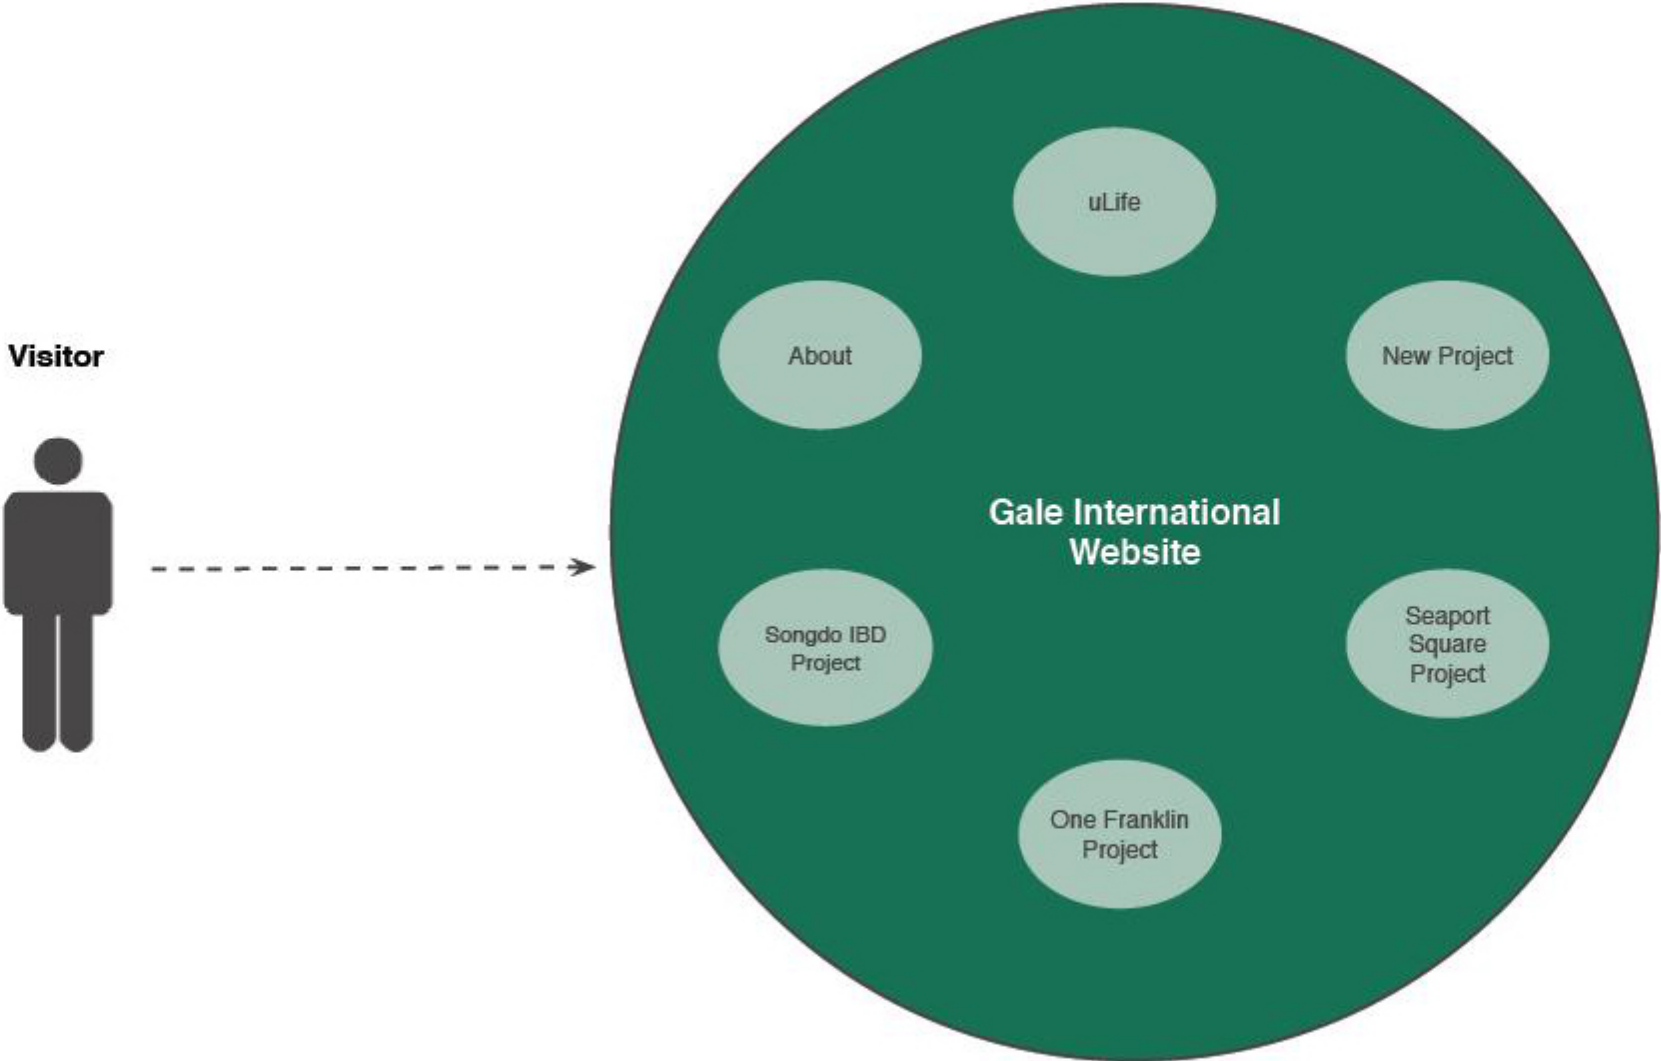 uLife
About
New Project
Visitor
Gale International
Website
Songdo IBD
Project
Seaport
Square
Project
One Franklin
Project